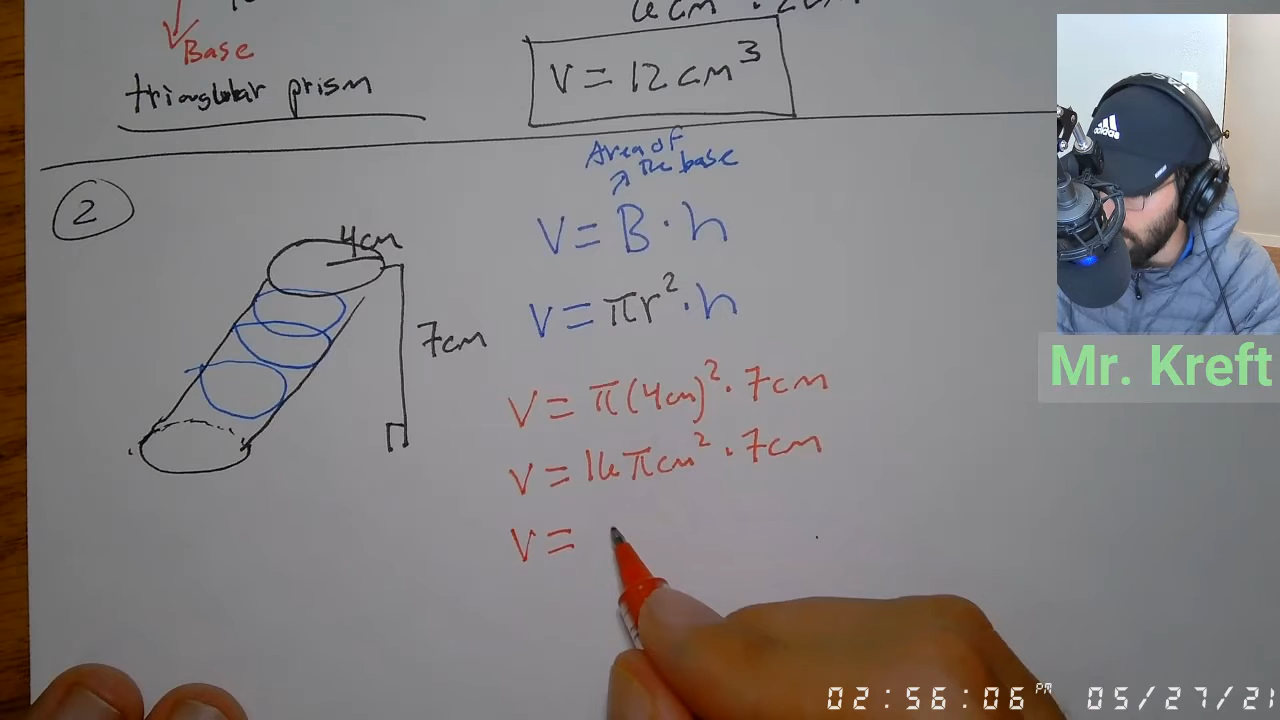 Base
triangular prism
V = 12 cm³
Area of
the base
2
V = B · h
4cm
V = πr² · h
7cm
V = π(4cm)² · 7cm
V = 16πcm² · 7cm
V =
adidas
Mr. Kreft
02:56:06 PM 05/27/21